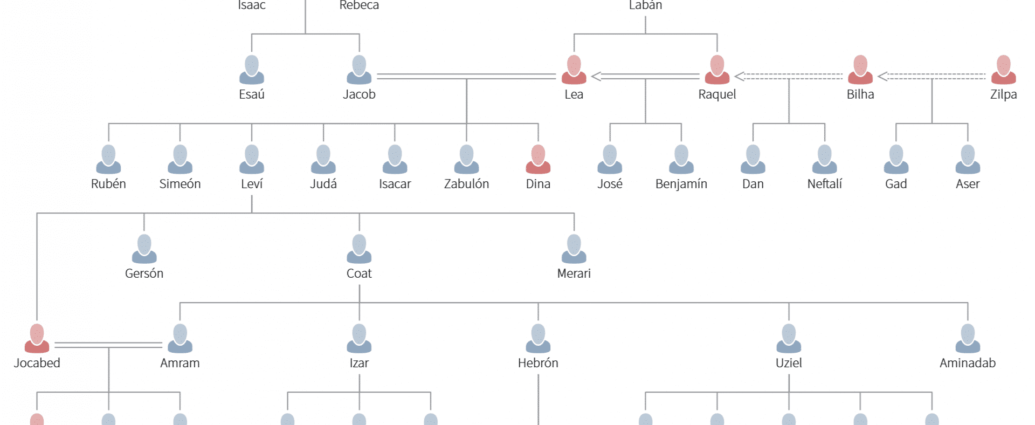 Isaac Rebeca Labán
Esaú Jacob Lea Raquel Bilha Zilpa
Rubén Simeón Leví Judá Isacar Zabulón Dina José Benjamín Dan Neftalí Gad Aser
Gersón Coat Merari
Jocabed Amram Izar Hebrón Uziel Aminadab